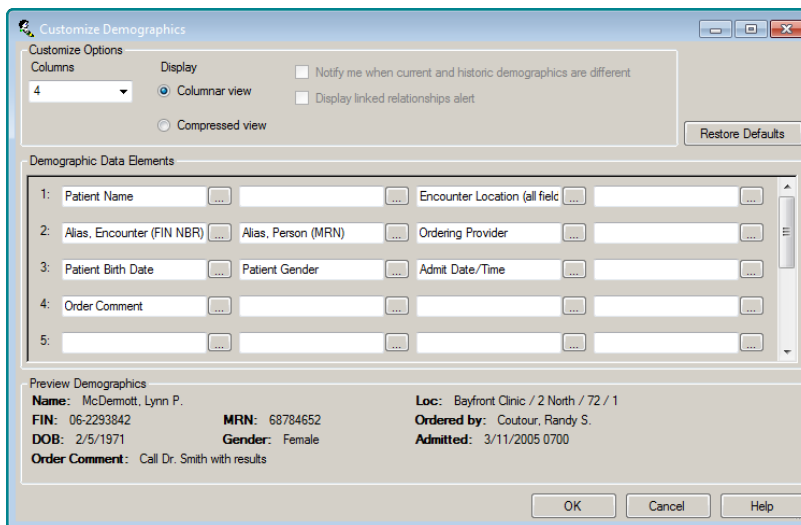 Customize Demographics
Customize Options
Columns Display
4
Columnar view
Compressed view
Notify me when current and historic demographics are different
Display linked relationships alert
Restore Defaults
Demographic Data Elements
1: Patient Name ... ... Encounter Location (all field ... ...
2: Alias, Encounter (FIN NBR) ... Alias, Person (MRN) ... Ordering Provider ... ...
3: Patient Birth Date ... Patient Gender ... Admit Date/Time ... ...
4: Order Comment ... ... ... ...
5: ... ... ... ...
Preview Demographics
Name: McDermott, Lynn P. Loc: Bayfront Clinic / 2 North / 72 / 1
FIN: 06-2293842 MRN: 68784652 Ordered by: Coutour, Randy S.
DOB: 2/5/1971 Gender: Female Admitted: 3/11/2005 0700
Order Comment: Call Dr. Smith with results
OK Cancel Help